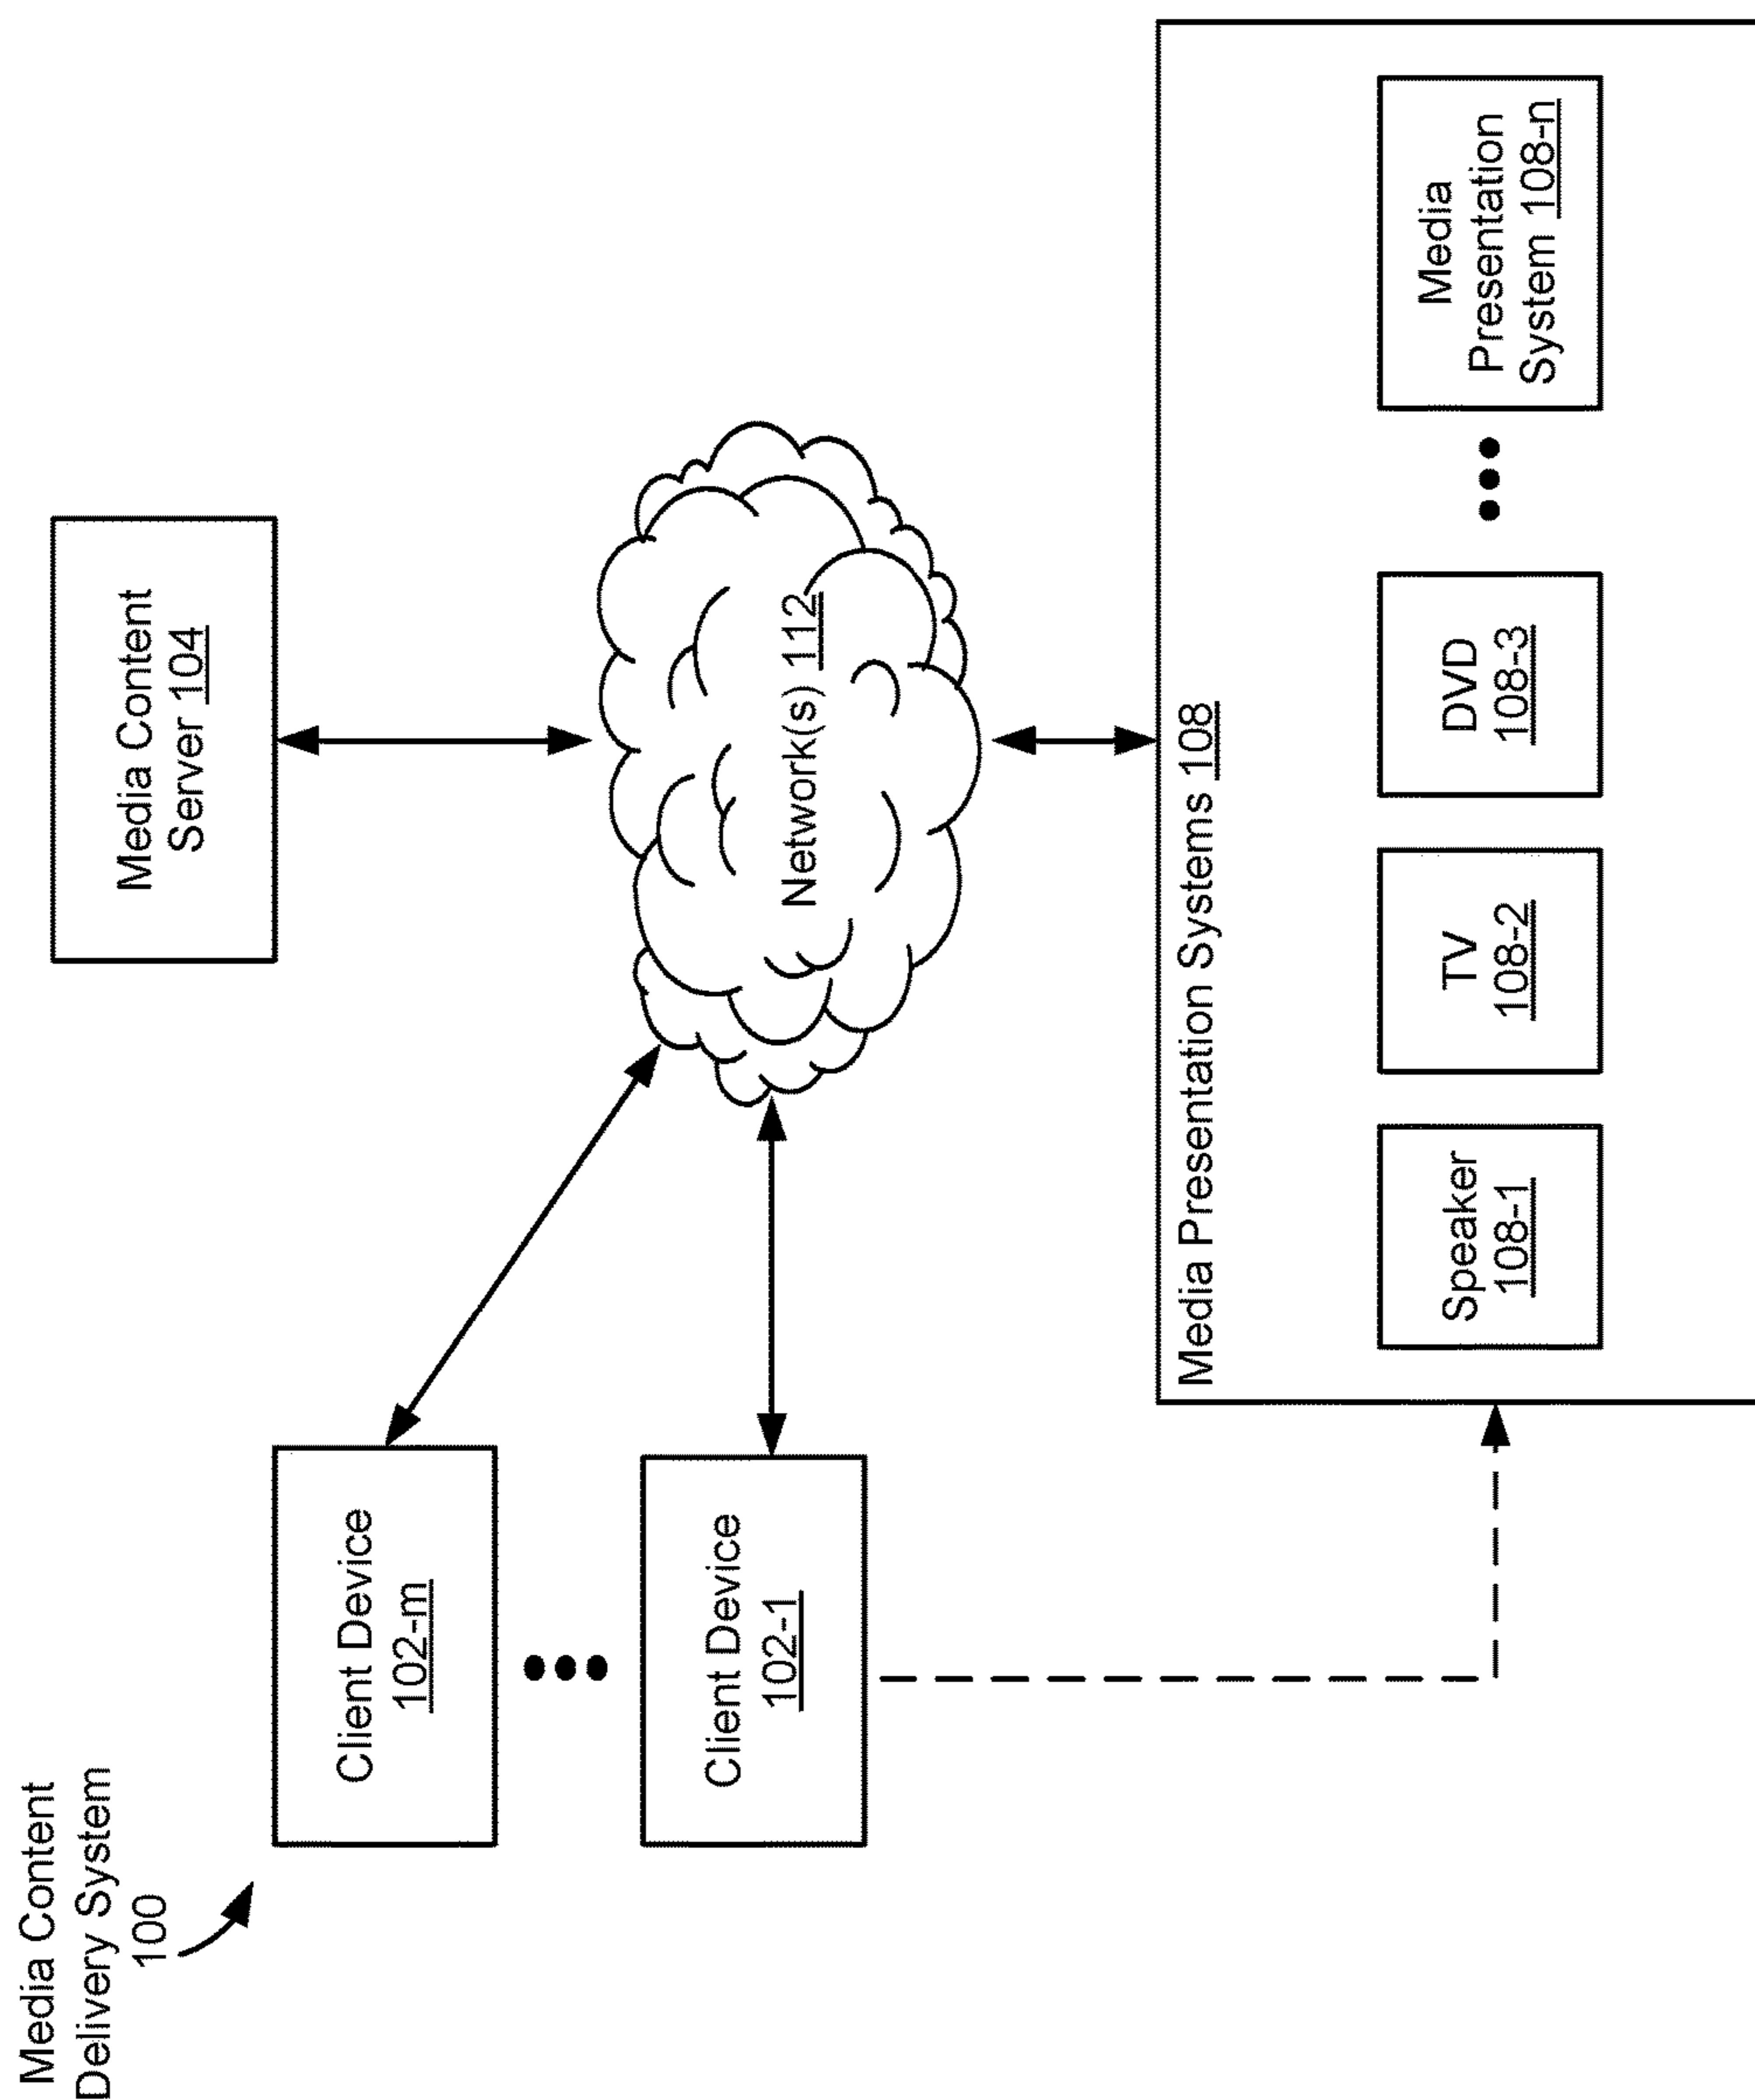 Media Content
Delivery System
100
Media Content
Server 104
Client Device
102-m
Client Device
102-1
Network(s) 112
Media Presentation Systems 108
Speaker
108-1
TV
108-2
DVD
108-3
Media
Presentation
System 108-n